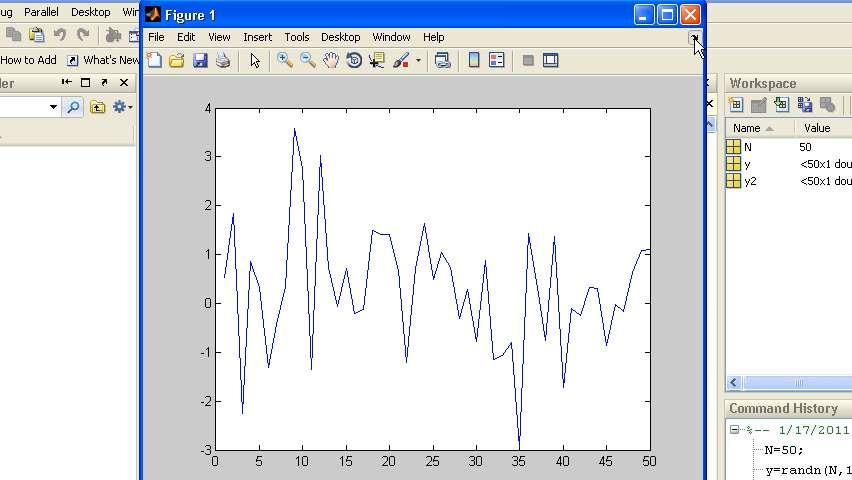 Figure 1
ug Parallel Desktop Win
File Edit View Insert Tools Desktop Window Help
How to Add What's New
der
Workspace
Name Value
N 50
y <50x1 dou
y2 <50x1 dou
4
3
2
1
0
-1
-2
-3
0 5 10 15 20 25 30 35 40 45 50
Command History
%-- 1/17/2011
N=50;
y=randn(N,1